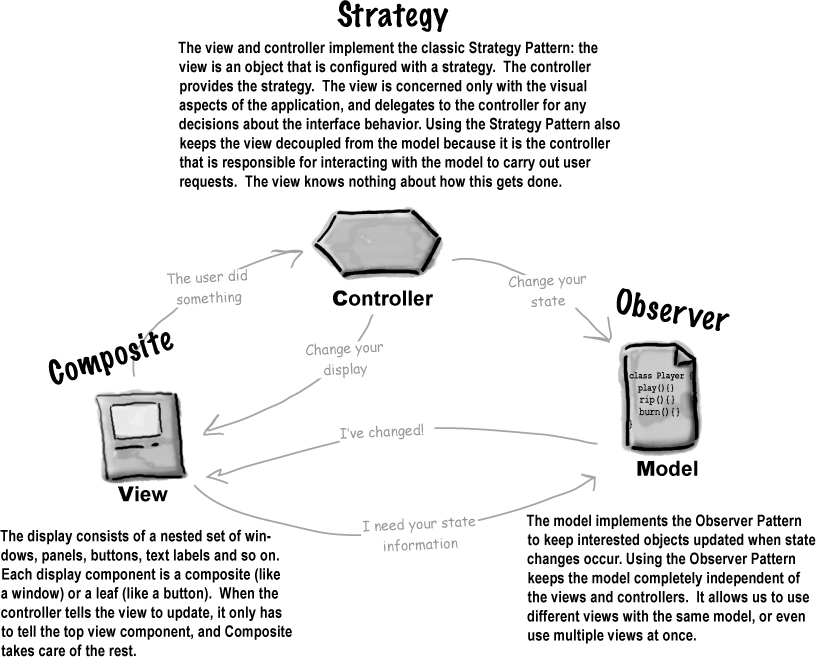 Strategy
The view and controller implement the classic Strategy Pattern: the
view is an object that is configured with a strategy.  The controller
provides the strategy.  The view is concerned only with the visual
aspects of the application, and delegates to the controller for any
decisions about the interface behavior. Using the Strategy Pattern also
keeps the view decoupled from the model because it is the controller
that is responsible for interacting with the model to carry out user
requests.  The view knows nothing about how this gets done.
The user did
something
Controller
Change your
state
Observer
Composite
Change your
display
class Player {
play(){}
rip(){}
burn(){}
}
I've changed!
Model
View
I need your state
information
The display consists of a nested set of win-
dows, panels, buttons, text labels and so on.
Each display component is a composite (like
a window) or a leaf (like a button).  When the
controller tells the view to update, it only has
to tell the top view component, and Composite
takes care of the rest.
The model implements the Observer Pattern
to keep interested objects updated when state
changes occur. Using the Observer Pattern
keeps the model completely independent of
the views and controllers.  It allows us to use
different views with the same model, or even
use multiple views at once.